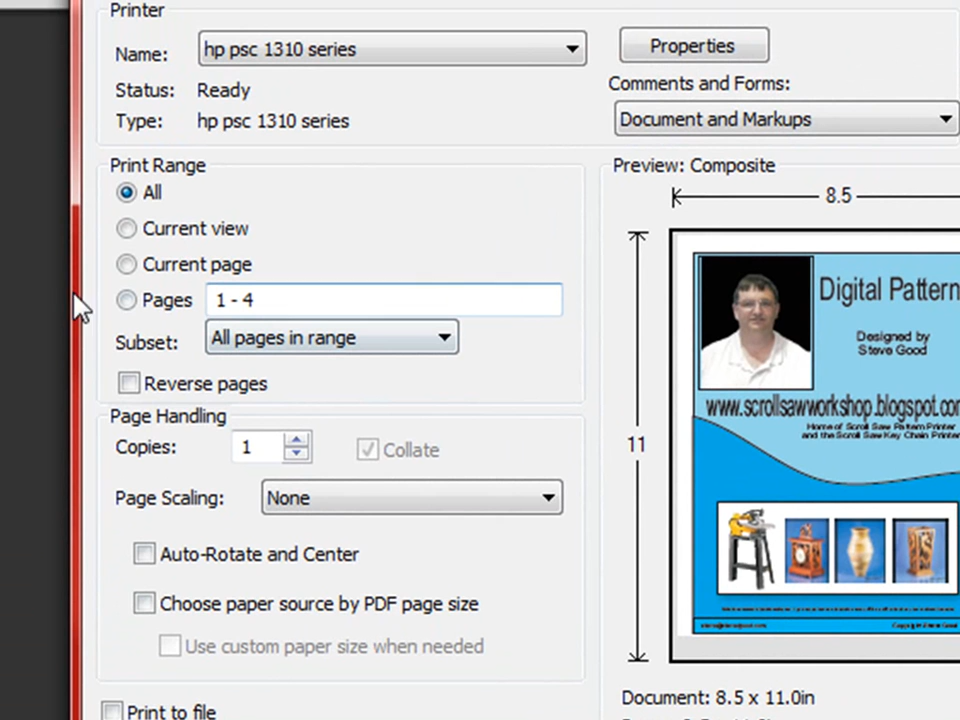 Printer
Name: hp psc 1310 series Properties
Status: Ready Comments and Forms:
Type: hp psc 1310 series Document and Markups
Print Range Preview: Composite
All 8.5
Current view
Current page
Pages 1 - 4 Digital Pattern
Subset: All pages in range Designed by
Steve Good
Reverse pages
www.scrollsawworkshop.blogspot.com
Page Handling
Home of Scroll Saw Pattern Printer
and the Scroll Saw Key Chain Printer
Copies: 1 Collate 11
Page Scaling: None
Auto-Rotate and Center
Choose paper source by PDF page size
Use custom paper size when needed
Document: 8.5 x 11.0in
Print to file